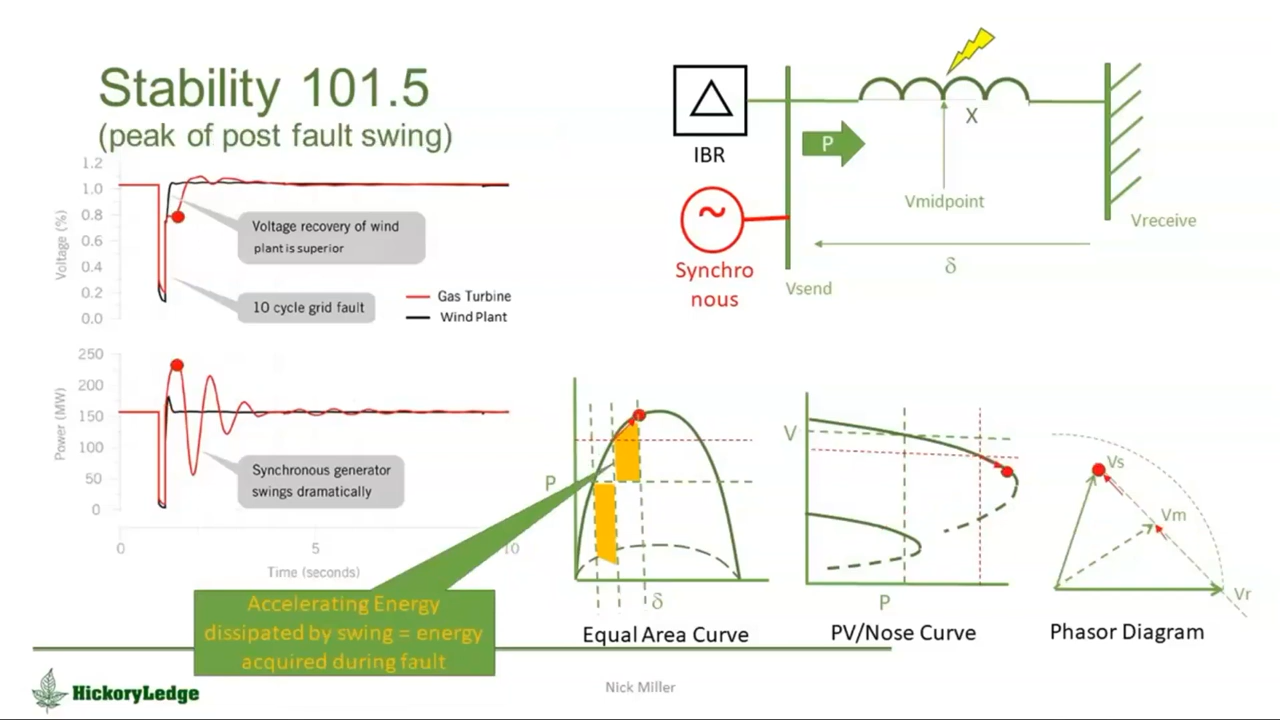 Stability 101.5
(peak of post fault swing)
1.2
1.0
0.8
0.6
0.4
0.2
0.0
Voltage (%)
Voltage recovery of wind
plant is superior
10 cycle grid fault
Gas Turbine
Wind Plant
250
200
150
100
50
0
Power (MW)
Synchronous generator
swings dramatically
0
5
10
Time (seconds)
Accelerating Energy
dissipated by swing = energy
acquired during fault
IBR
P
X
Vmidpoint
Vreceive
δ
~
Synchro
nous
Vsend
P
δ
Equal Area Curve
V
P
PV/Nose Curve
Vs
Vm
Vr
Phasor Diagram
HickoryLedge
Nick Miller